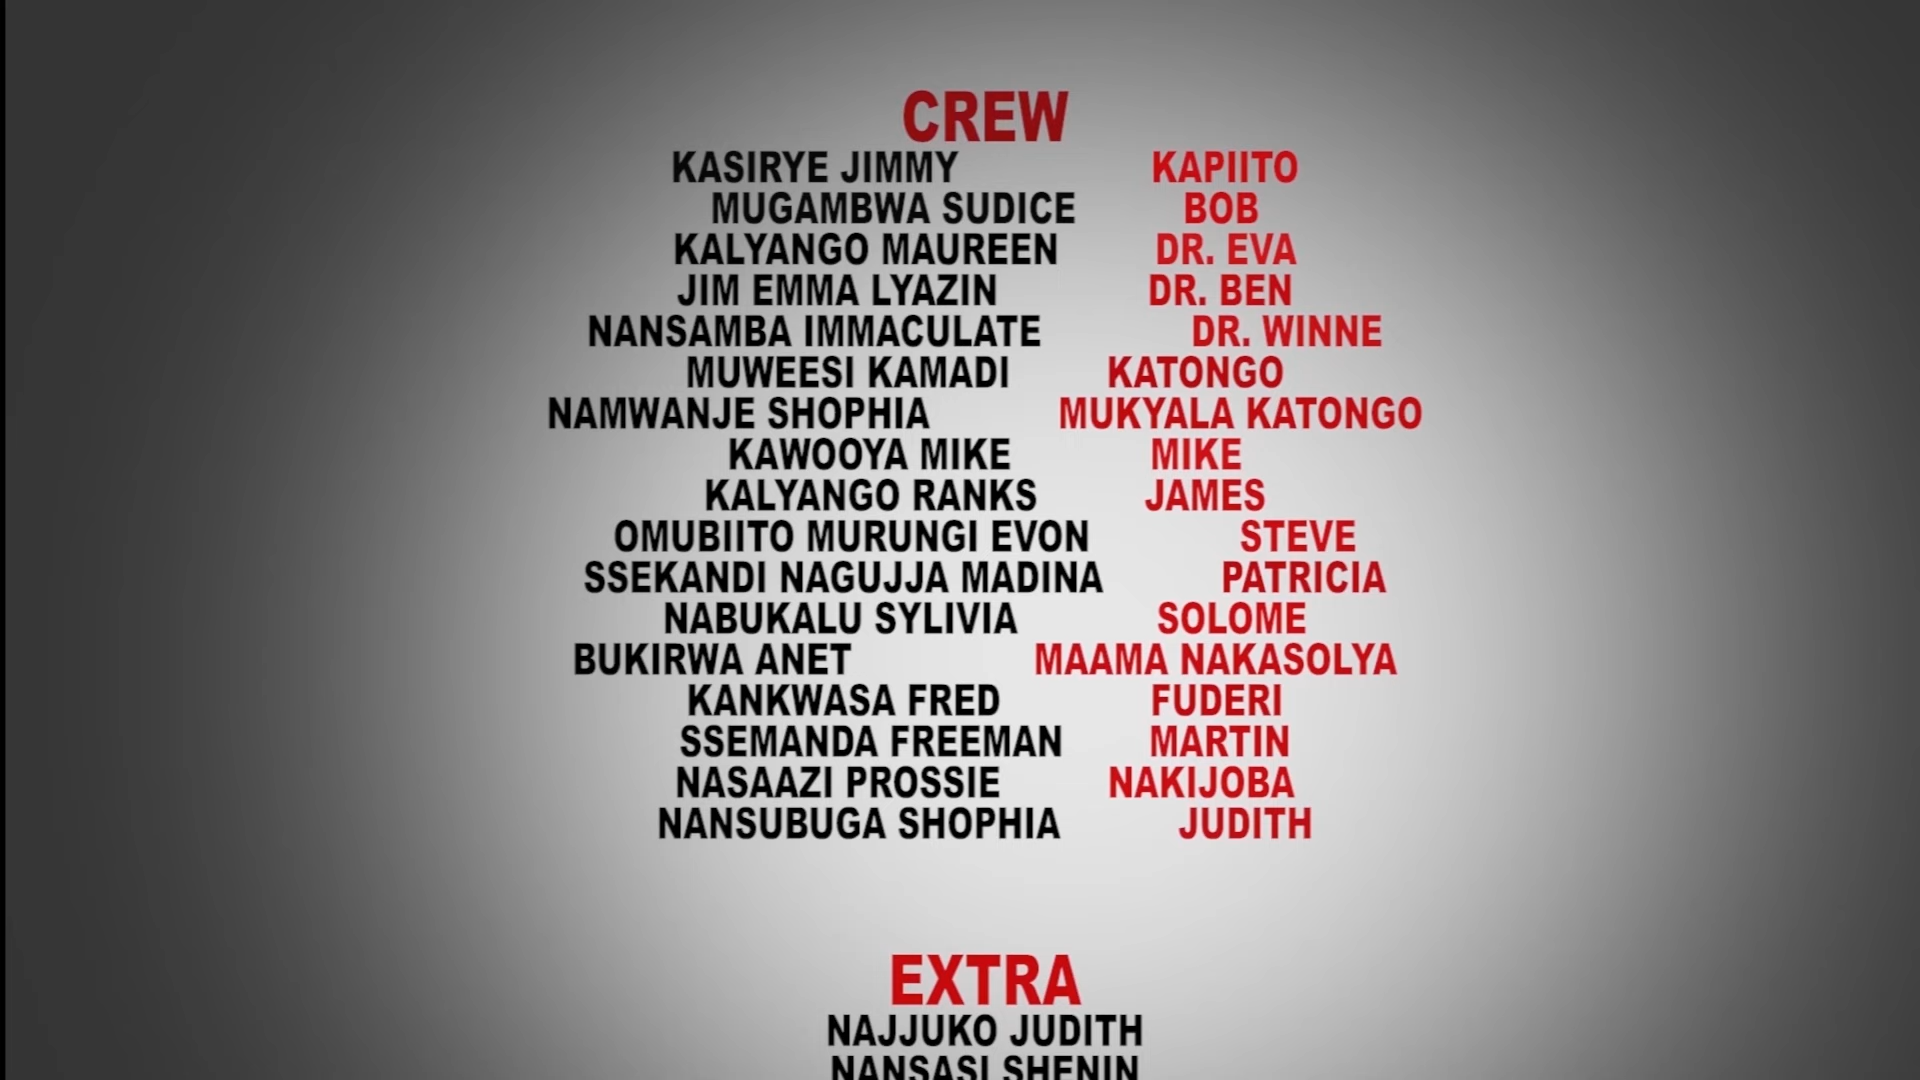 CREW
KASIRYE JIMMY KAPIITO
MUGAMBWA SUDICE BOB
KALYANGO MAUREEN DR. EVA
JIM EMMA LYAZIN DR. BEN
NANSAMBA IMMACULATE DR. WINNE
MUWEESI KAMADI KATONGO
NAMWANJE SHOPHIA MUKYALA KATONGO
KAWOOYA MIKE MIKE
KALYANGO RANKS JAMES
OMUBIITO MURUNGI EVON STEVE
SSEKANDI NAGUJJA MADINA PATRICIA
NABUKALU SYLIVIA SOLOME
BUKIRWA ANET MAAMA NAKASOLYA
KANKWASA FRED FUDERI
SSEMANDA FREEMAN MARTIN
NASAAZI PROSSIE NAKIJOBA
NANSUBUGA SHOPHIA JUDITH
EXTRA
NAJJUKO JUDITH
NANSASI SHENIN